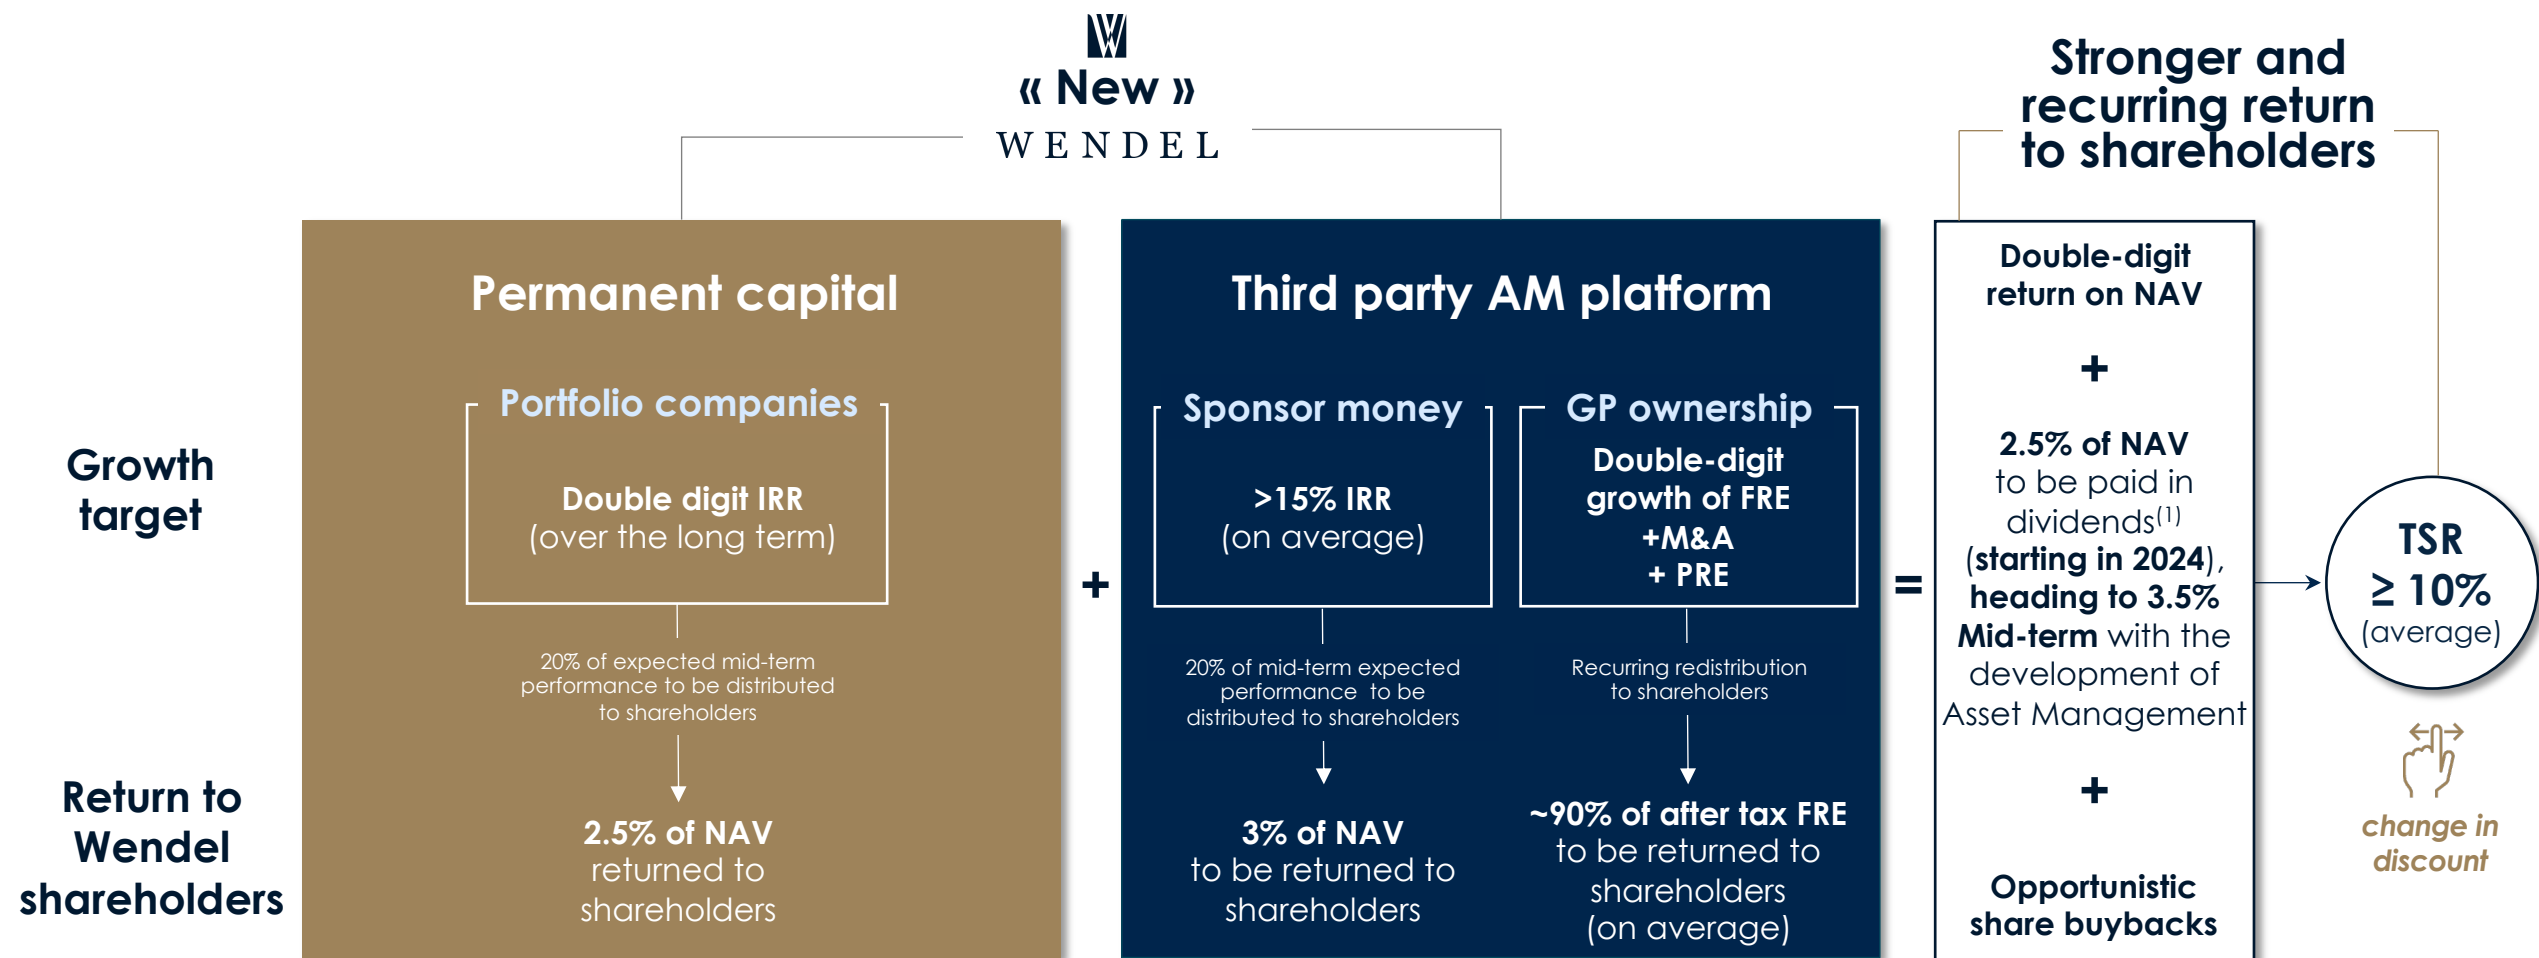 « New »
WENDEL
Stronger and
recurring return
to shareholders
Growth
target
Return to
Wendel
shareholders
Permanent capital
Portfolio companies
Double digit IRR
(over the long term)
20% of expected mid-term
performance to be distributed
to shareholders
2.5% of NAV
returned to
shareholders
+
Third party AM platform
Sponsor money
>15% IRR
(on average)
20% of mid-term expected
performance to be
distributed to shareholders
3% of NAV
to be returned to
shareholders
GP ownership
Double-digit
growth of FRE
+M&A
+ PRE
Recurring redistribution
to shareholders
~90% of after tax FRE
to be returned to
shareholders
(on average)
=
Double-digit
return on NAV
+
2.5% of NAV
to be paid in
dividends(1)
(starting in 2024),
heading to 3.5%
Mid-term with the
development of
Asset Management
+
Opportunistic
share buybacks
TSR
≥ 10%
(average)
change in
discount